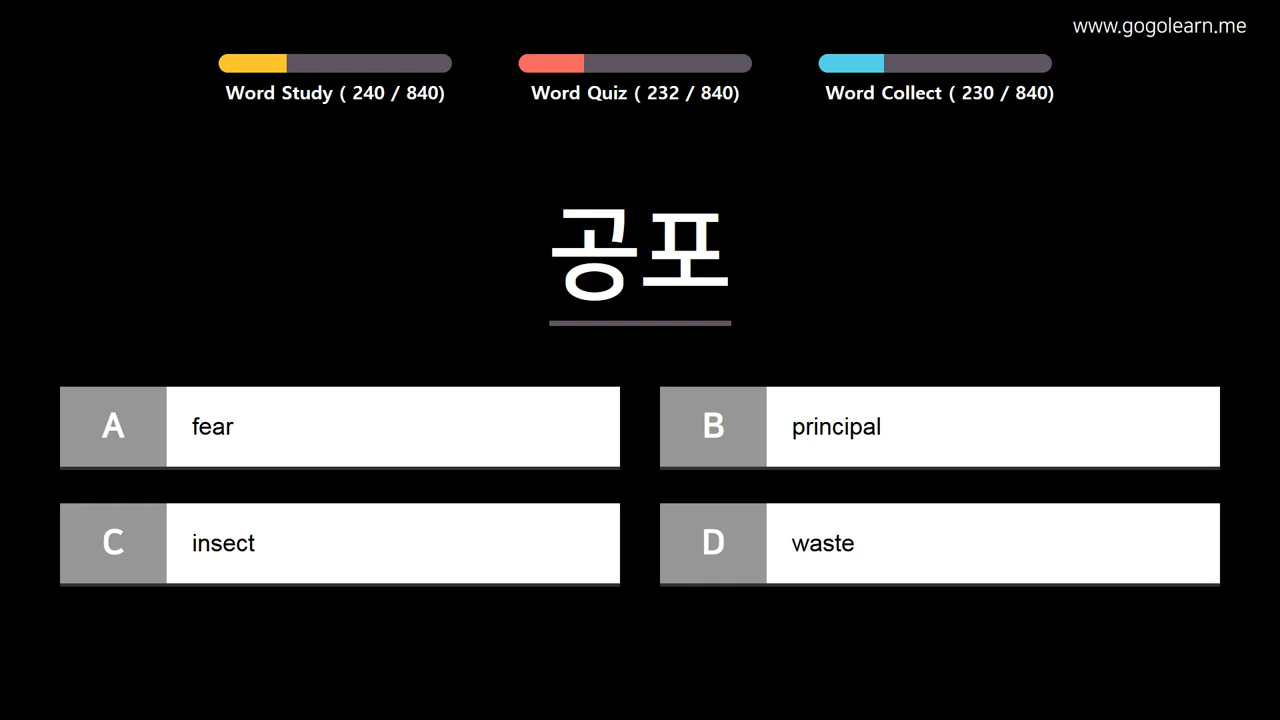 www.gogolearn.me
Word Study ( 240 / 840)
Word Quiz ( 232 / 840)
Word Collect ( 230 / 840)
공포
A fear
B principal
C insect
D waste